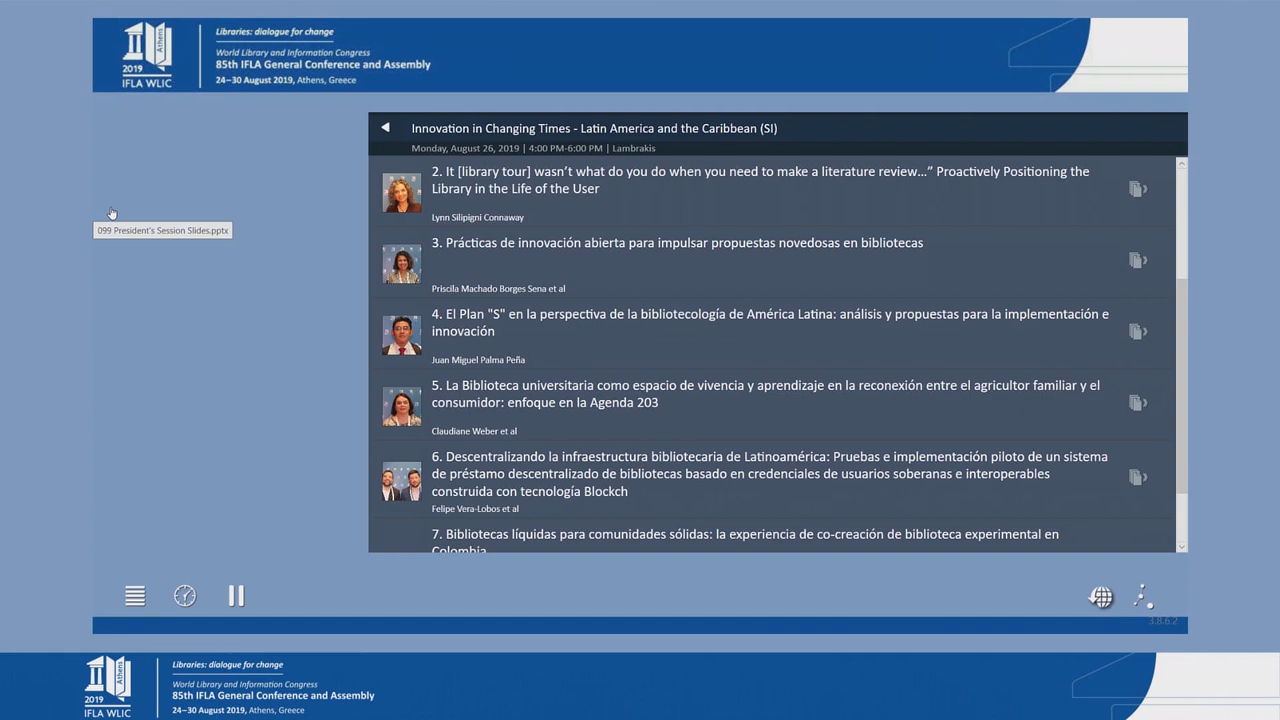 Libraries: dialogue for change
World Library and Information Congress
85th IFLA General Conference and Assembly
24–30 August 2019, Athens, Greece
Athens
2019
IFLA WLIC
Innovation in Changing Times - Latin America and the Caribbean (SI)
Monday, August 26, 2019 | 4:00 PM-6:00 PM | Lambrakis
2. It [library tour] wasn’t what do you do when you need to make a literature review…” Proactively Positioning the
Library in the Life of the User
Lynn Silipigni Connaway
099 President's Session Slides.pptx
3. Prácticas de innovación abierta para impulsar propuestas novedosas en bibliotecas
Priscila Machado Borges Sena et al
4. El Plan "S" en la perspectiva de la bibliotecología de América Latina: análisis y propuestas para la implementación e
innovación
Juan Miguel Palma Peña
5. La Biblioteca universitaria como espacio de vivencia y aprendizaje en la reconexión entre el agricultor familiar y el
consumidor: enfoque en la Agenda 203
Claudiane Weber et al
6. Descentralizando la infraestructura bibliotecaria de Latinoamérica: Pruebas e implementación piloto de un sistema
de préstamo descentralizado de bibliotecas basado en credenciales de usuarios soberanas e interoperables
construida con tecnología Blockch
Felipe Vera-Lobos et al
7. Bibliotecas líquidas para comunidades sólidas: la experiencia de co-creación de biblioteca experimental en
Colombia
3.8.6.2
Libraries: dialogue for change
World Library and Information Congress
85th IFLA General Conference and Assembly
24–30 August 2019, Athens, Greece
Athens
2019
IFLA WLIC